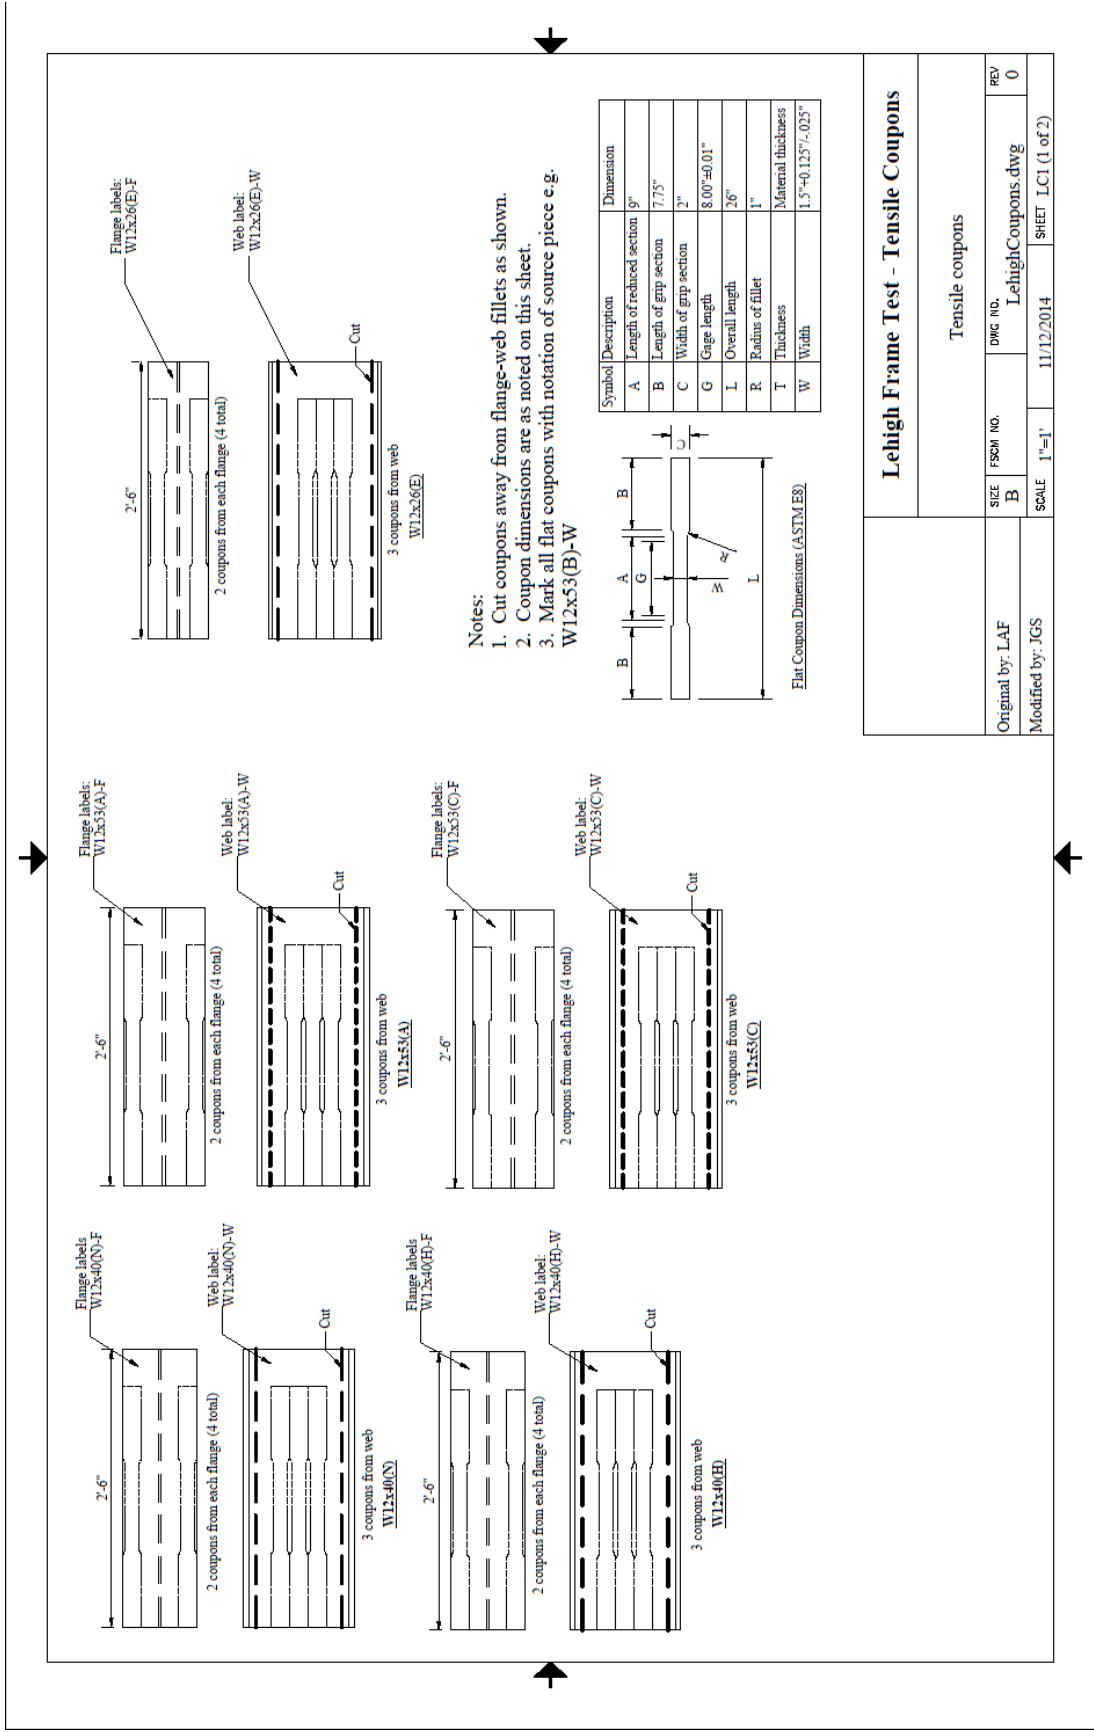 Flange labels
W12x40(N)-F
2'-6"
2 coupons from each flange (4 total)
Web label:
W12x40(N)-W
Cut
3 coupons from web
W12x40(N)
Flange labels:
W12x53(A)-F
2'-6"
2 coupons from each flange (4 total)
Web label:
W12x53(A)-W
Cut
3 coupons from web
W12x53(A)
Flange labels:
W12x26(E)-F
2'-6"
2 coupons from each flange (4 total)
Web label:
W12x26(E)-W
Cut
3 coupons from web
W12x26(E)
Flange labels
W12x40(H)-F
2'-6"
2 coupons from each flange (4 total)
Web label:
W12x40(H)-W
Cut
3 coupons from web
W12x40(H)
Flange labels:
W12x53(C)-F
2'-6"
2 coupons from each flange (4 total)
Web label:
W12x53(C)-W
Cut
3 coupons from web
W12x53(C)
Notes:
1. Cut coupons away from flange-web fillets as shown.
2. Coupon dimensions are as noted on this sheet.
3. Mark all flat coupons with notation of source piece e.g.
W12x53(B)-W
B A B
G
C
W R
L
Flat Coupon Dimensions (ASTM E8)
Symbol Description Dimension
A Length of reduced section 9"
B Length of grip section 7.75"
C Width of grip section 2"
G Gage length 8.00"±0.01"
L Overall length 26"
R Radius of fillet 1"
T Thickness Material thickness
W Width 1.5"+0.125"/-.025"
Lehigh Frame Test - Tensile Coupons
Tensile coupons
Original by: LAF
Modified by: JGS
SIZE FSCM NO. DWG NO. REV
B LehighCoupons.dwg 0
SCALE 1"=1' 11/12/2014 SHEET LC1 (1 of 2)